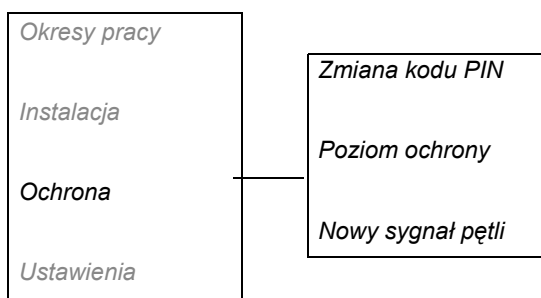 Okresy pracy
Instalacja
Ochrona
Ustawienia
Zmiana kodu PIN
Poziom ochrony
Nowy sygnał pętli